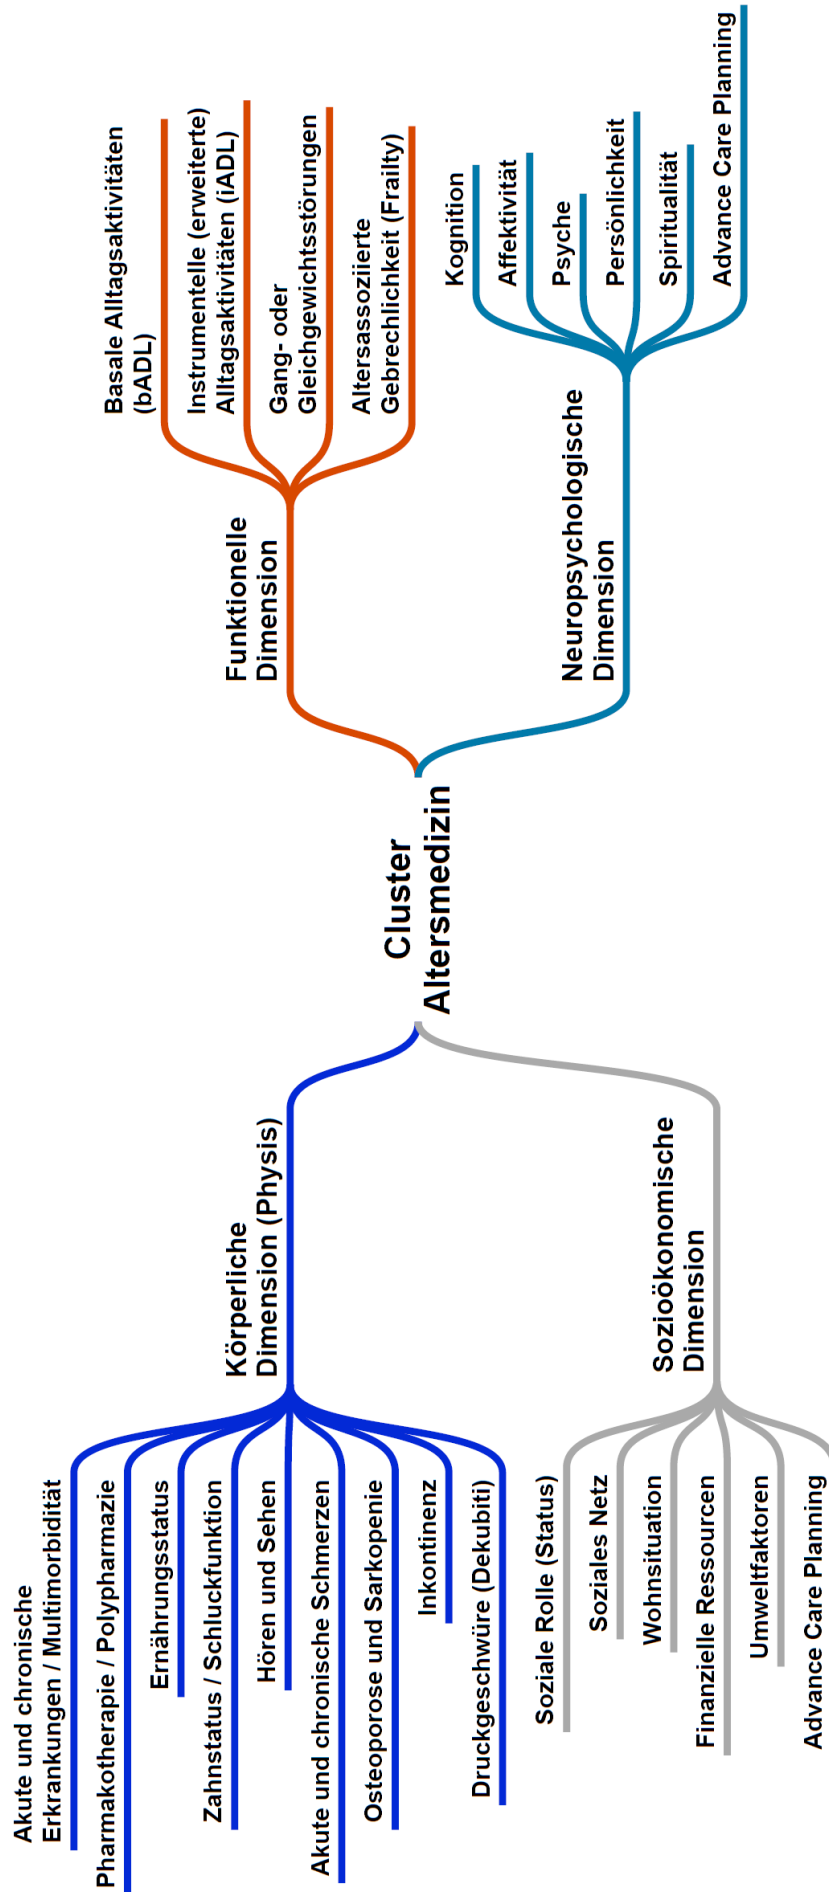 Cluster
Altersmedizin
Körperliche
Dimension (Physis)
Akute und chronische
Erkrankungen / Multimorbidität
Pharmakotherapie / Polypharmazie
Ernährungsstatus
Zahnstatus / Schluckfunktion
Hören und Sehen
Akute und chronische Schmerzen
Osteoporose und Sarkopenie
Inkontinenz
Druckgeschwüre (Dekubiti)
Sozioökonomische
Dimension
Soziale Rolle (Status)
Soziales Netz
Wohnsituation
Finanzielle Ressourcen
Umweltfaktoren
Advance Care Planning
Funktionelle
Dimension
Basale Alltagsaktivitäten
(bADL)
Instrumentelle (erweiterte)
Alltagsaktivitäten (iADL)
Gang- oder
Gleichgewichtsstörungen
Altersassoziierte
Gebrechlichkeit (Frailty)
Neuropsychologische
Dimension
Kognition
Affektivität
Psyche
Persönlichkeit
Spiritualität
Advance Care Planning